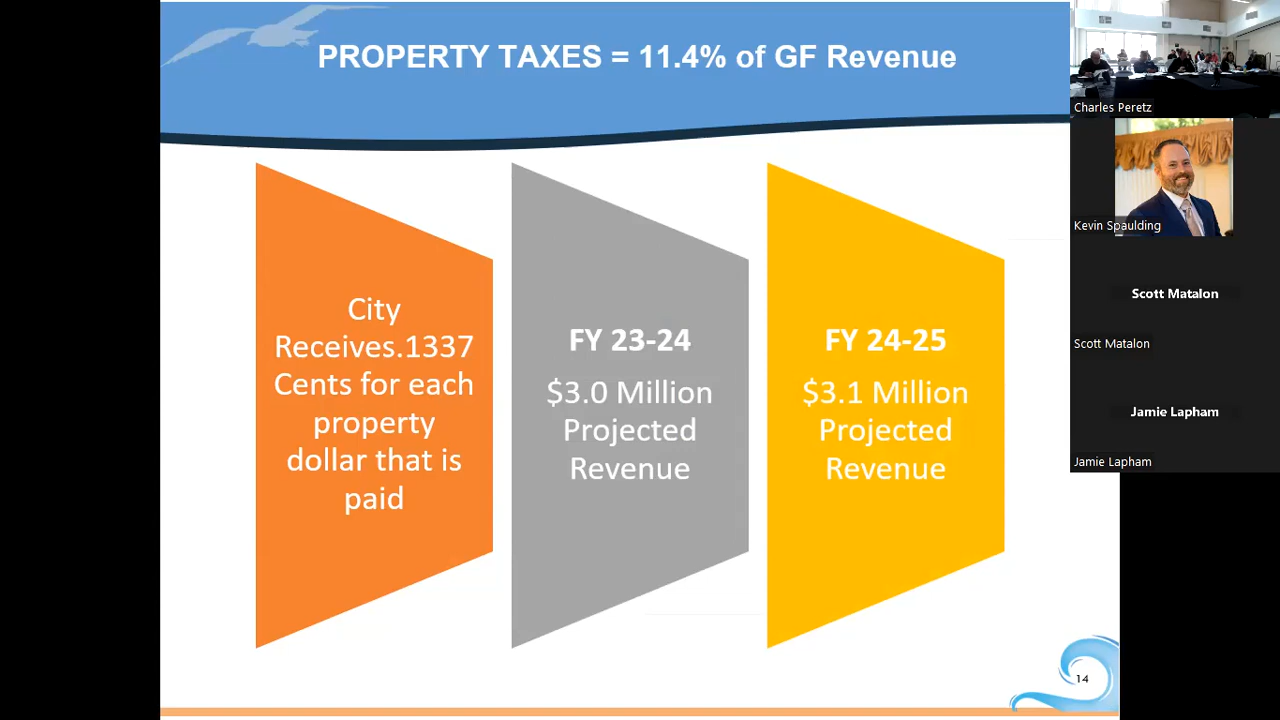 PROPERTY TAXES = 11.4% of GF Revenue
City
Receives.1337
Cents for each
property
dollar that is
paid
FY 23-24
$3.0 Million
Projected
Revenue
FY 24-25
$3.1 Million
Projected
Revenue
14
Charles Peretz
Kevin Spaulding
Scott Matalon
Scott Matalon
Jamie Lapham
Jamie Lapham